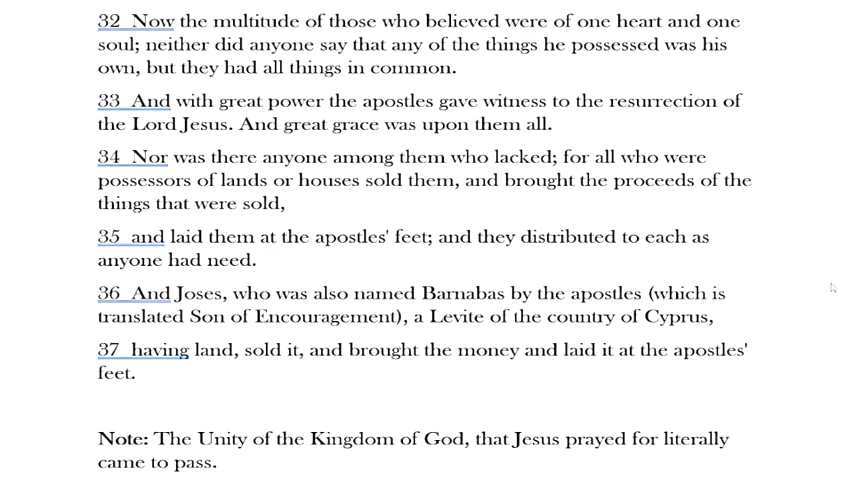 32 Now the multitude of those who believed were of one heart and one
soul; neither did anyone say that any of the things he possessed was his
own, but they had all things in common.
33 And with great power the apostles gave witness to the resurrection of
the Lord Jesus. And great grace was upon them all.
34 Nor was there anyone among them who lacked; for all who were
possessors of lands or houses sold them, and brought the proceeds of the
things that were sold,
35 and laid them at the apostles' feet; and they distributed to each as
anyone had need.
36 And Joses, who was also named Barnabas by the apostles (which is
translated Son of Encouragement), a Levite of the country of Cyprus,
37 having land, sold it, and brought the money and laid it at the apostles'
feet.
Note: The Unity of the Kingdom of God, that Jesus prayed for literally
came to pass.